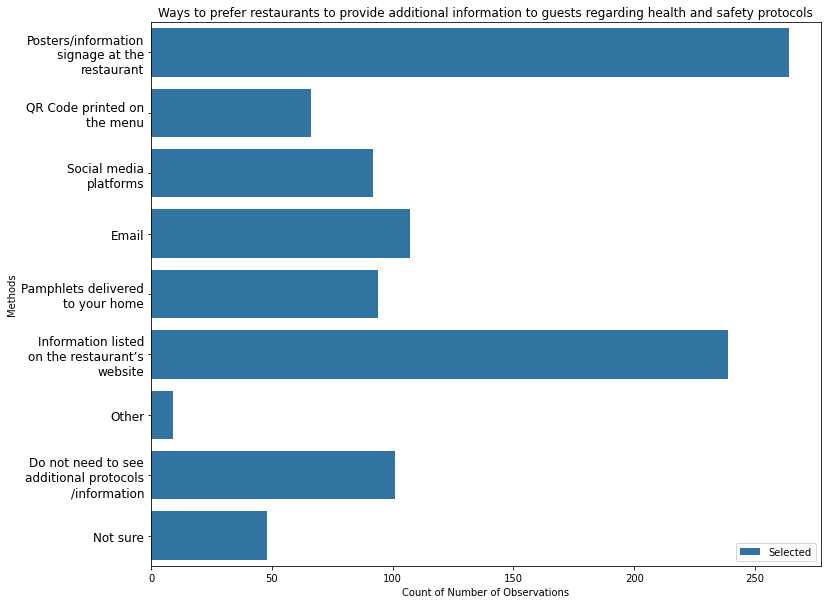 Ways to prefer restaurants to provide additional information to guests regarding health and safety protocols
Methods
Posters/information
signage at the
restaurant
QR Code printed on
the menu
Social media
platforms
Email
Pamphlets delivered
to your home
Information listed
on the restaurant’s
website
Other
Do not need to see
additional protocols
/information
Not sure
Selected
0 50 100 150 200 250
Count of Number of Observations